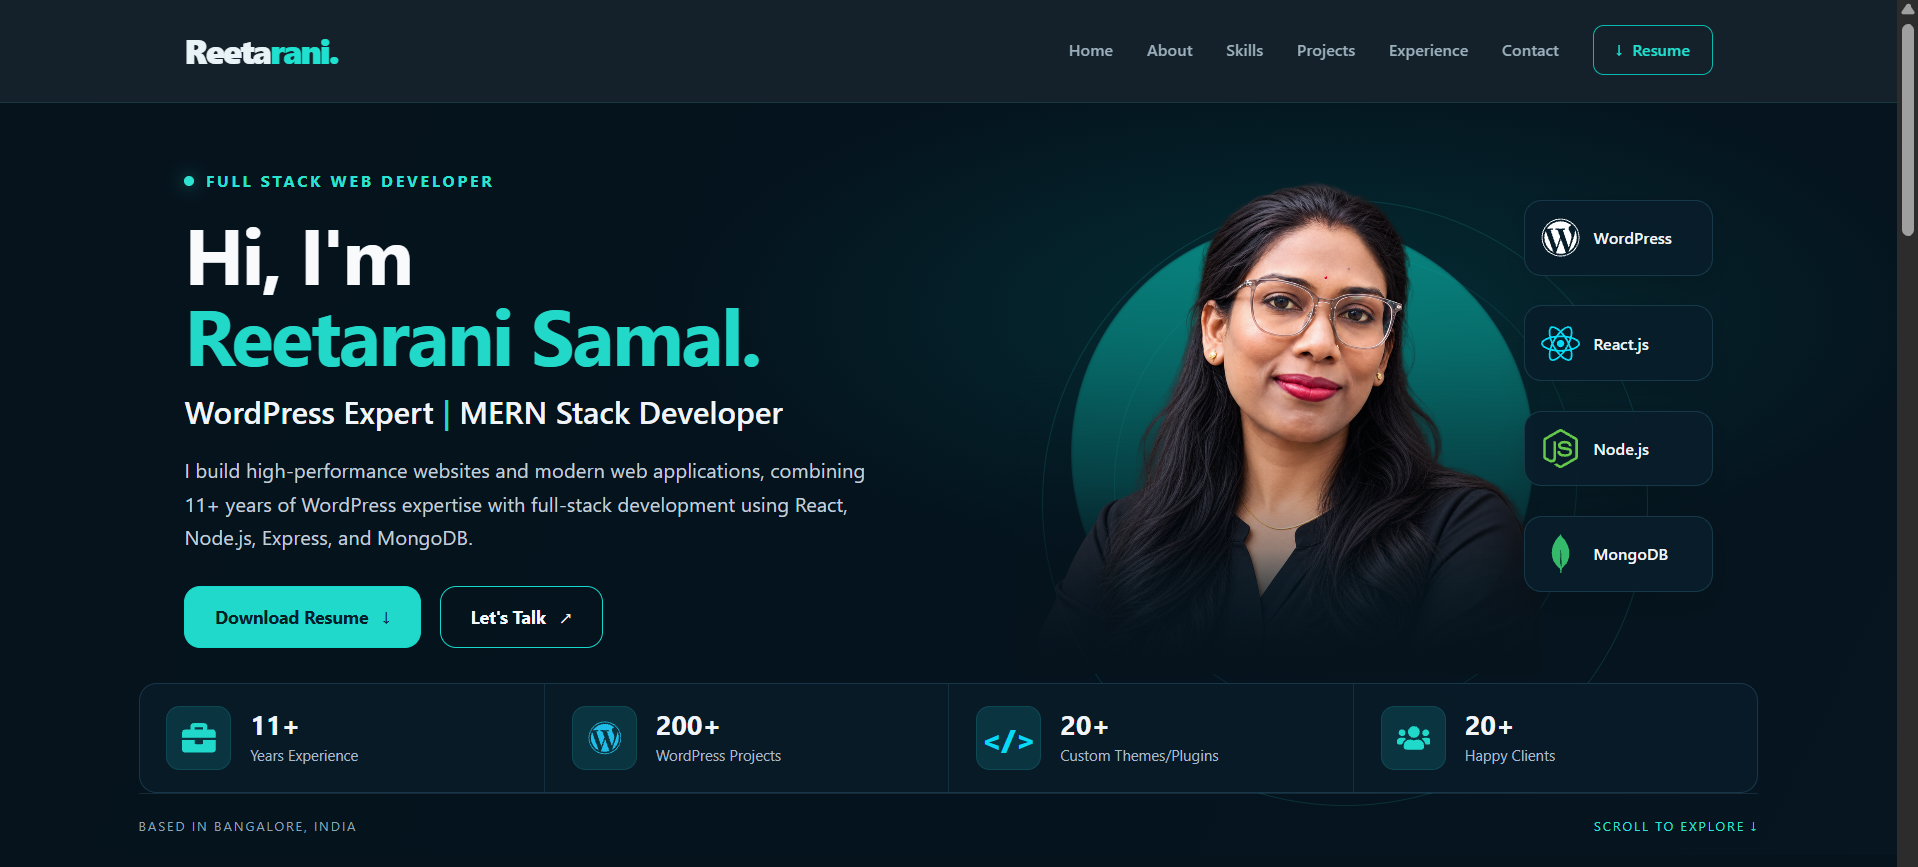 Reetarani.
Home
About
Skills
Projects
Experience
Contact
↓ Resume
FULL STACK WEB DEVELOPER
Hi, I'm
Reetarani Samal.
WordPress Expert | MERN Stack Developer
I build high-performance websites and modern web applications, combining
11+ years of WordPress expertise with full-stack development using React,
Node.js, Express, and MongoDB.
Download Resume ↓
Let's Talk ↗
WordPress
React.js
JS
Node.js
MongoDB
11+
Years Experience
200+
WordPress Projects
</>
20+
Custom Themes/Plugins
20+
Happy Clients
BASED IN BANGALORE, INDIA
SCROLL TO EXPLORE ↓